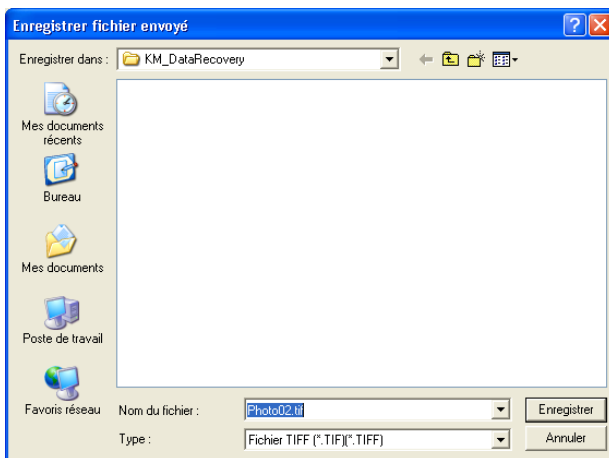 Enregistrer fichier envoyé
Enregistrer dans :
KM_DataRecovery
Mes documents
récents
Bureau
Mes documents
Poste de travail
Favoris réseau
Nom du fichier :
Photo02.tif
Enregistrer
Type :
Fichier TIFF (*.TIF)(*.TIFF)
Annuler